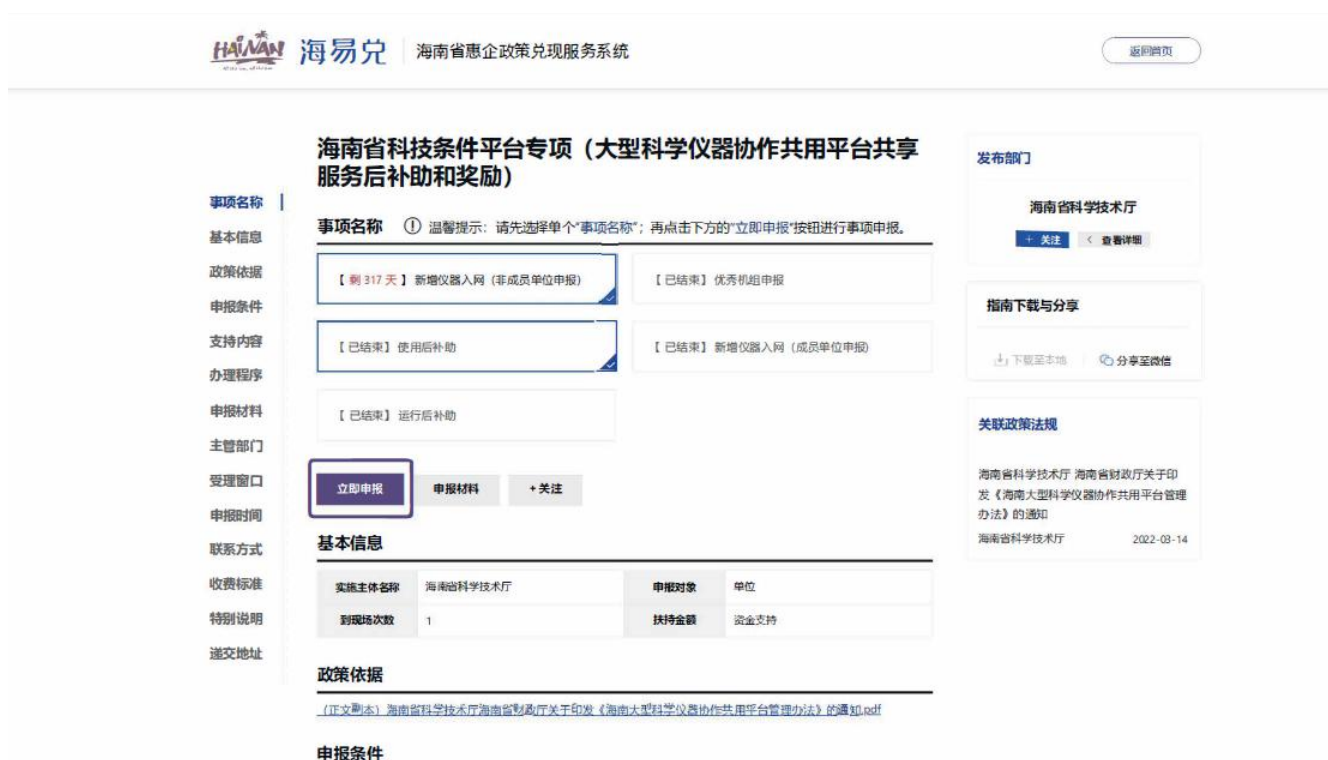 HAINAN 海易兑 海南省惠企政策兑现服务系统
返回首页
海南省科技条件平台专项（大型科学仪器协作共用平台共享
服务后补助和奖励）
事项名称
基本信息
政策依据
申报条件
支持内容
办理程序
申报材料
主管部门
受理窗口
申报时间
联系方式
收费标准
特别说明
递交地址
事项名称 温馨提示：请先选择单个"事项名称"；再点击下方的"立即申报"按钮进行事项申报。
【剩 317 天】新增仪器入网（非成员单位申报）
【已结束】优秀机组申报
【已结束】使用后补助
【已结束】新增仪器入网（成员单位申报）
【已结束】运行后补助
立即申报 申报材料 +关注
基本信息
实施主体名称 海南省科学技术厅 申报对象 单位
到现场次数 1 扶持金额 资金支持
政策依据
（正文副本）海南省科学技术厅海南省财政厅关于印发《海南大型科学仪器协作共用平台管理办法》的通知.pdf
申报条件
发布部门
海南省科学技术厅
+ 关注 < 查看详细
指南下载与分享
下载至本地 分享至微信
关联政策法规
海南省科学技术厅 海南省财政厅关于印
发《海南大型科学仪器协作共用平台管理
办法》的通知
海南省科学技术厅 2022-03-14